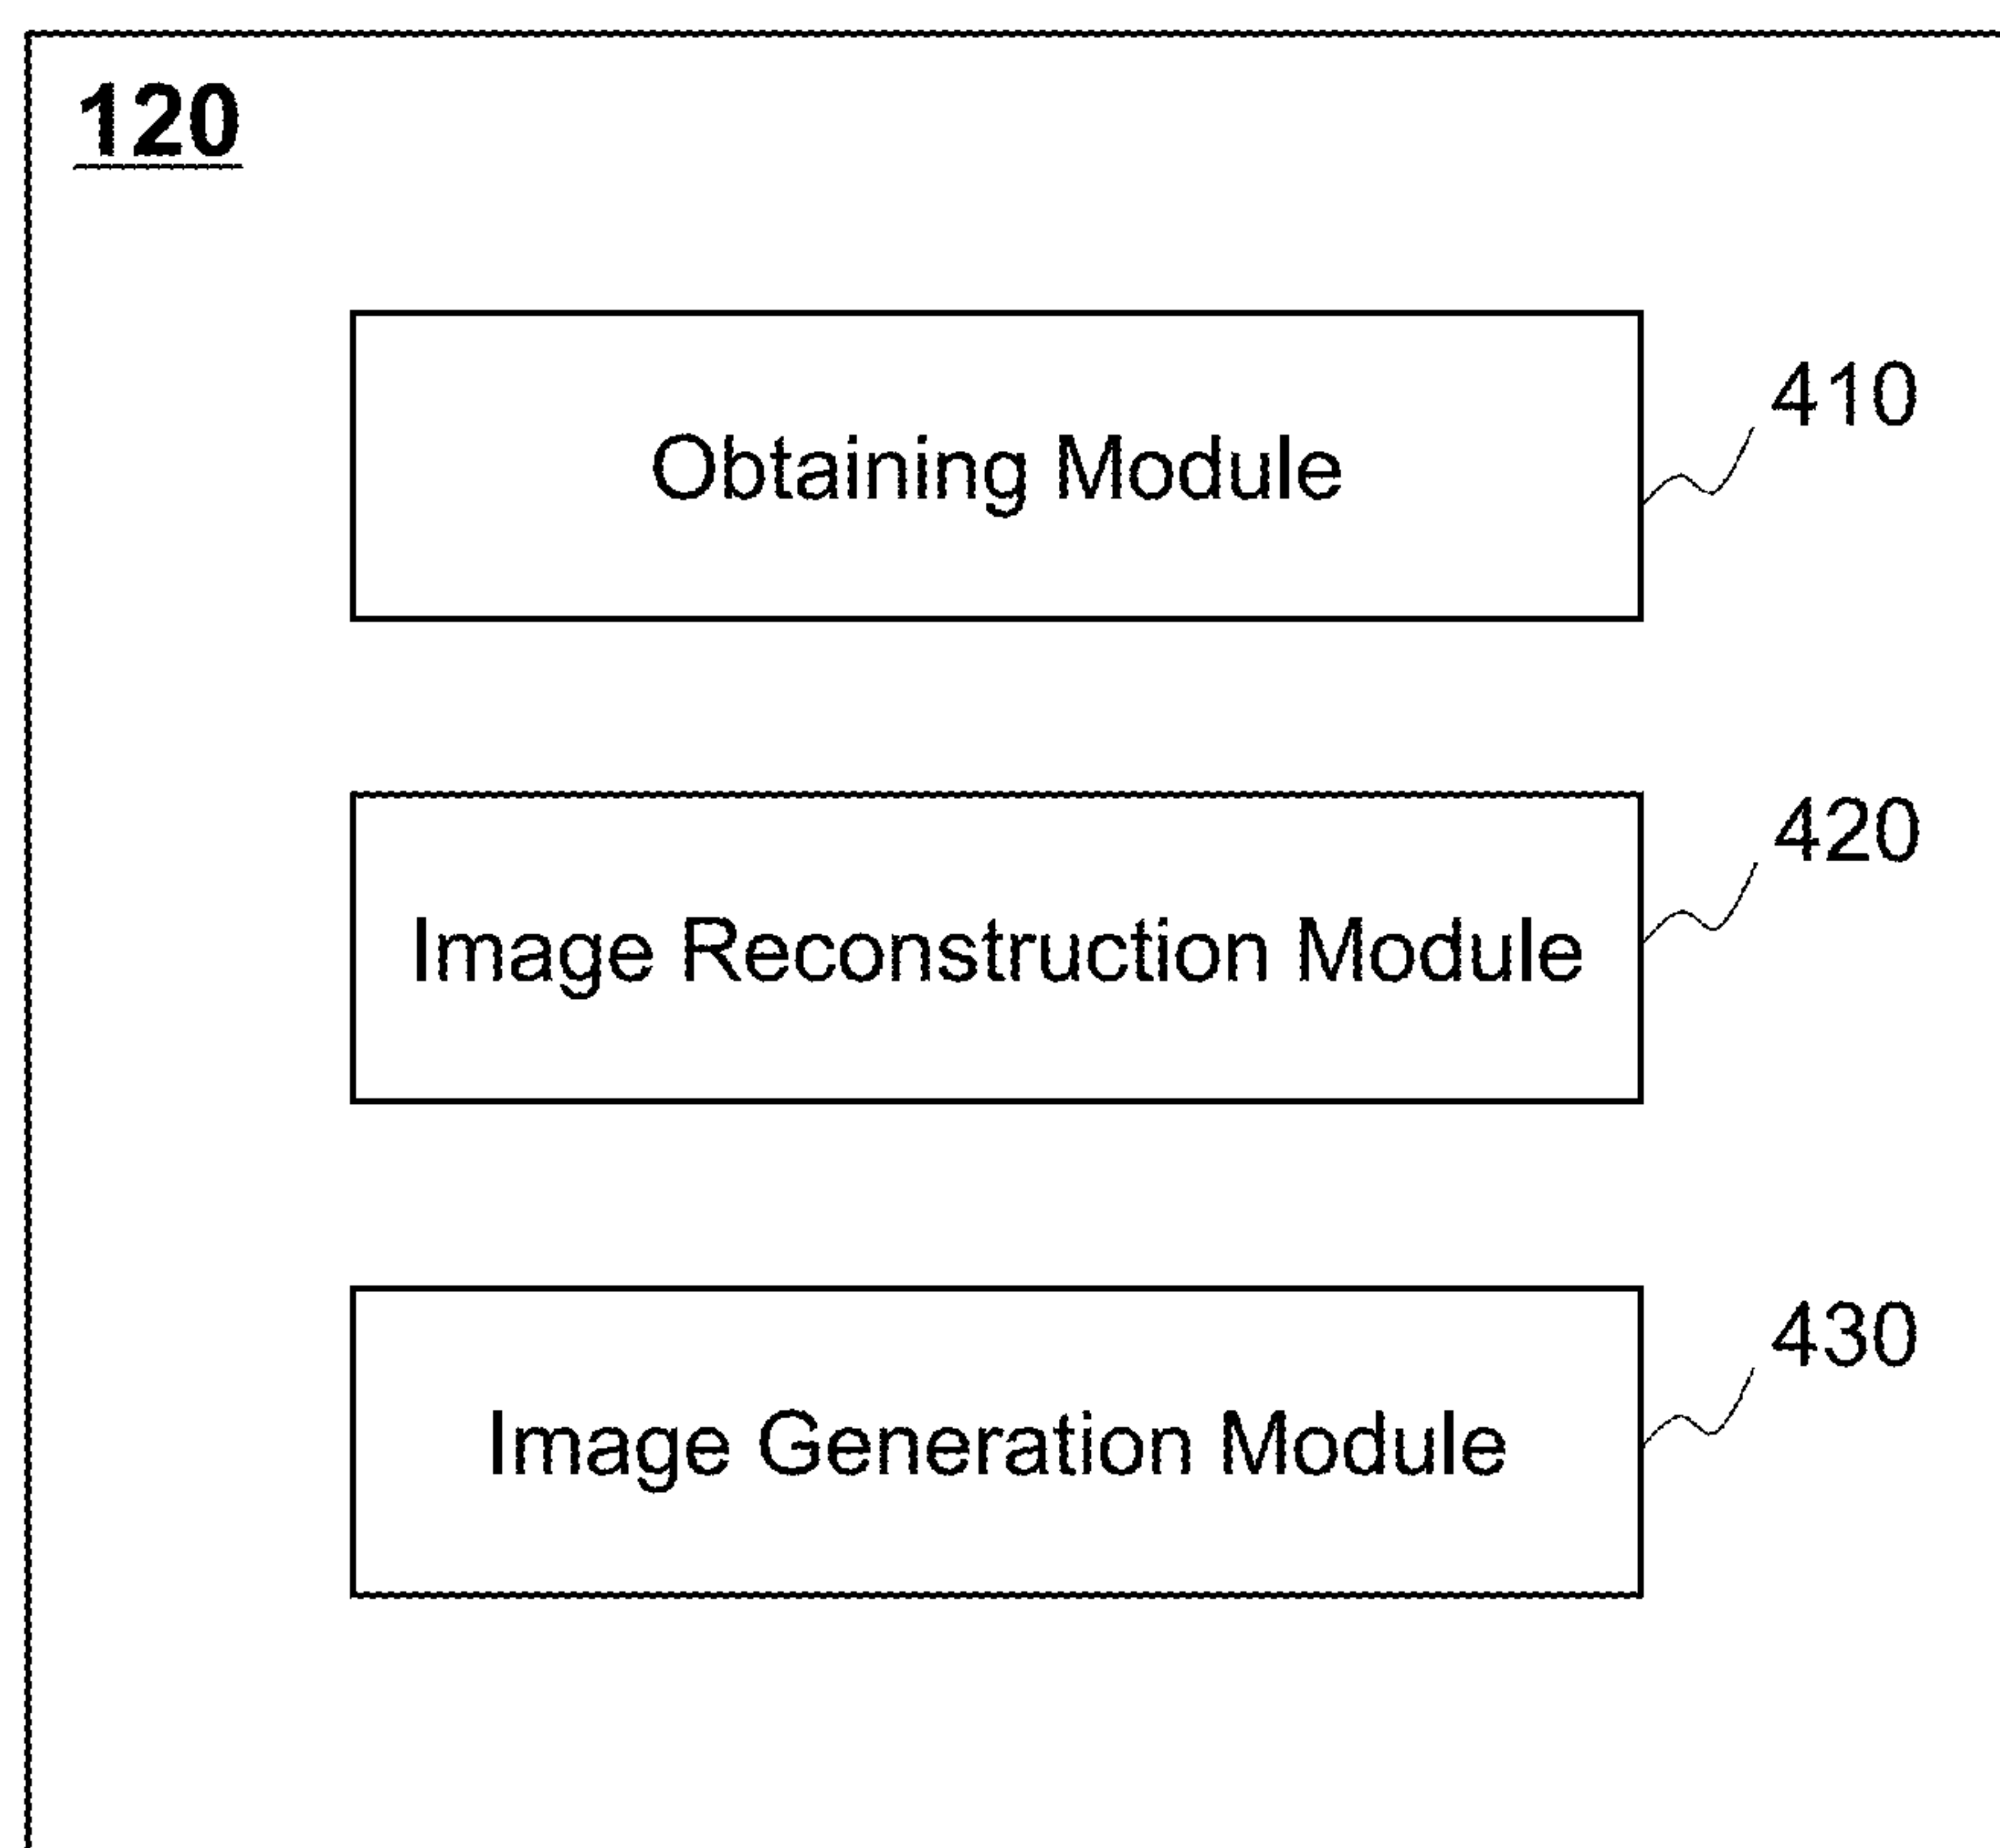 120
410
Obtaining Module
420
Image Reconstruction Module
430
Image Generation Module